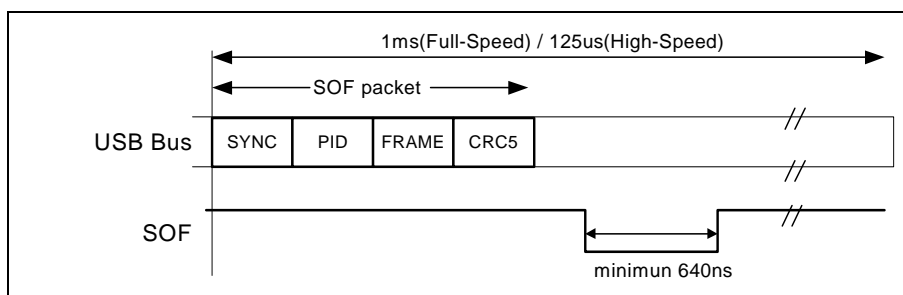 1ms(Full-Speed) / 125us(High-Speed)
SOF packet
USB Bus
SYNC
PID
FRAME
CRC5
SOF
minimun 640ns